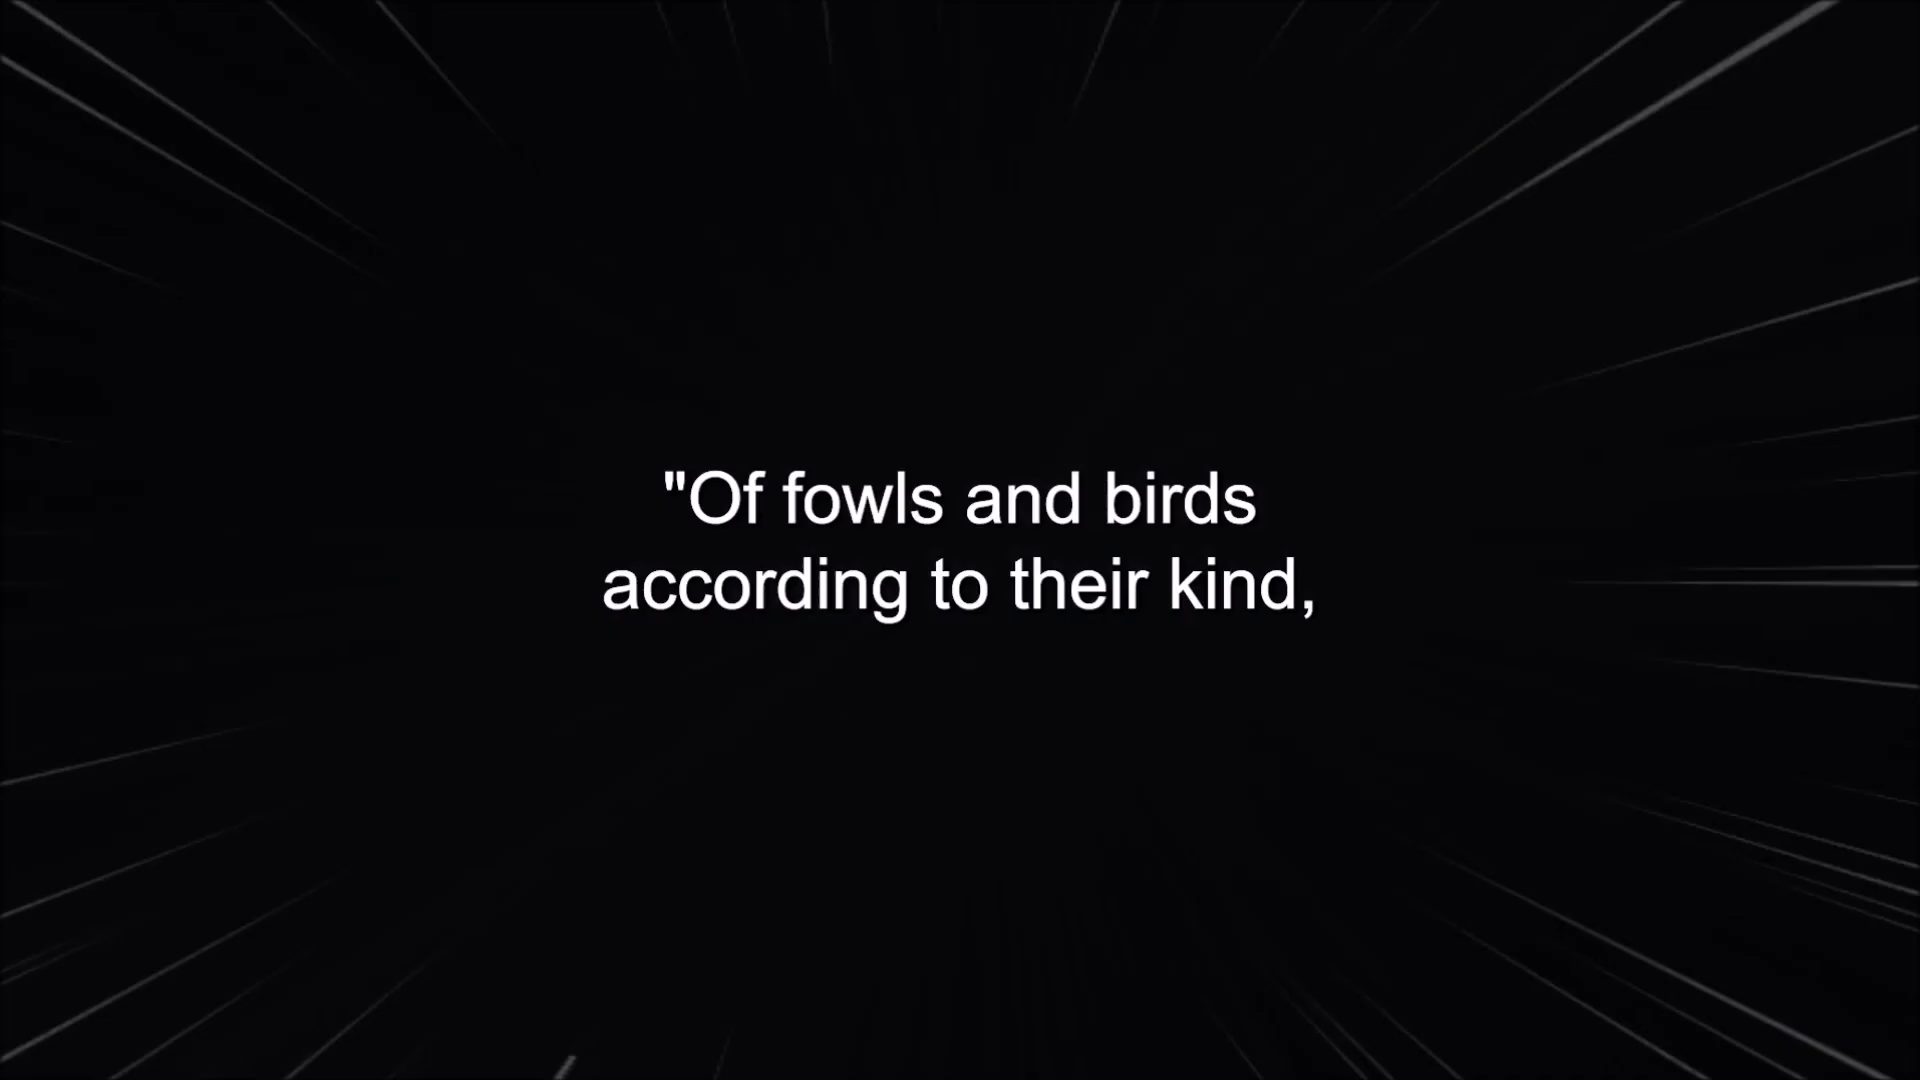 "Of fowls and birds
according to their kind,